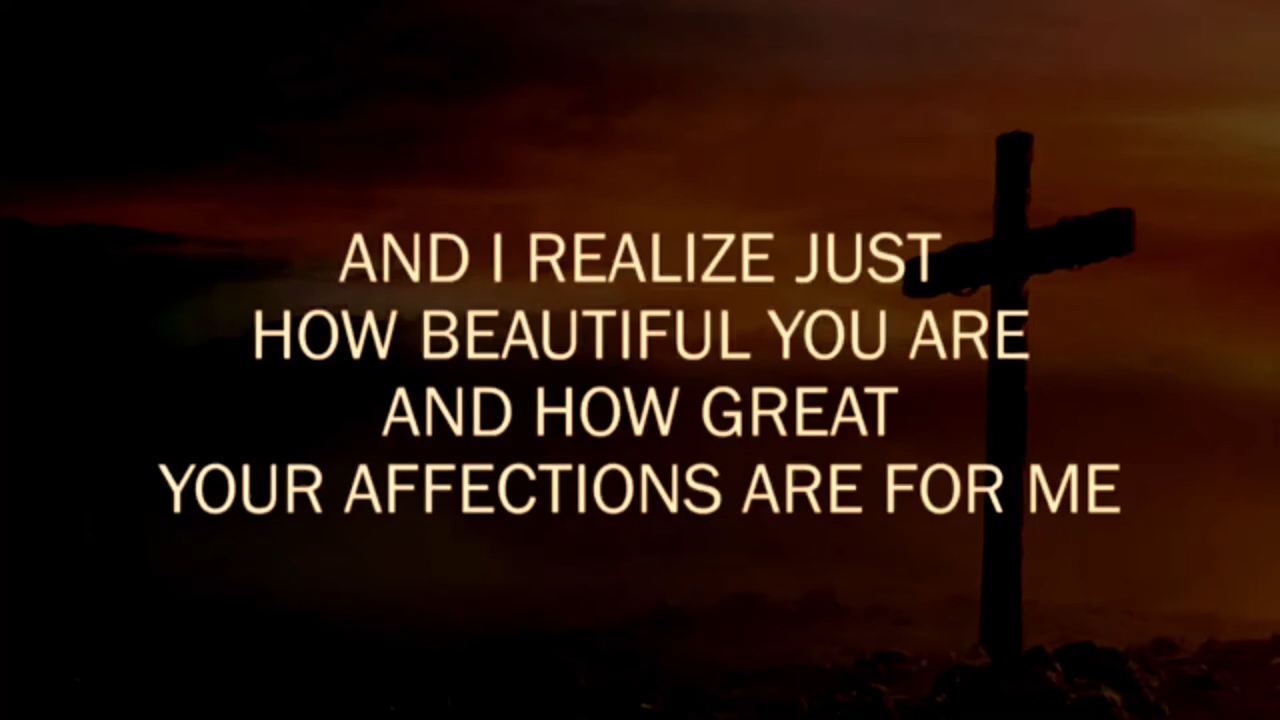 AND I REALIZE JUST
HOW BEAUTIFUL YOU ARE
AND HOW GREAT
YOUR AFFECTIONS ARE FOR ME